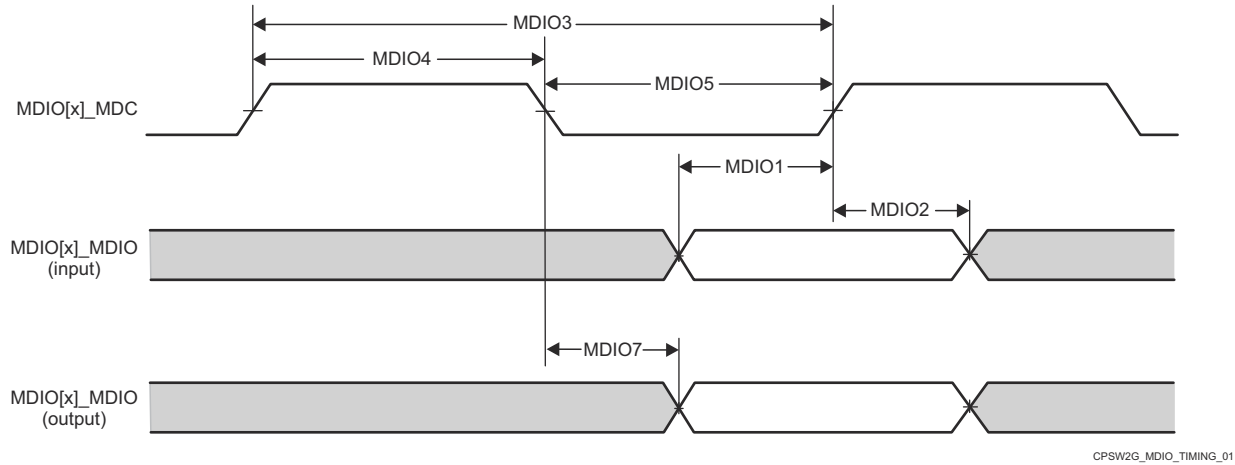 MDIO3
MDIO4
MDIO5
MDIO[x]_MDC
MDIO1
MDIO2
MDIO[x]_MDIO
(input)
MDIO7
MDIO[x]_MDIO
(output)
CPSW2G_MDIO_TIMING_01